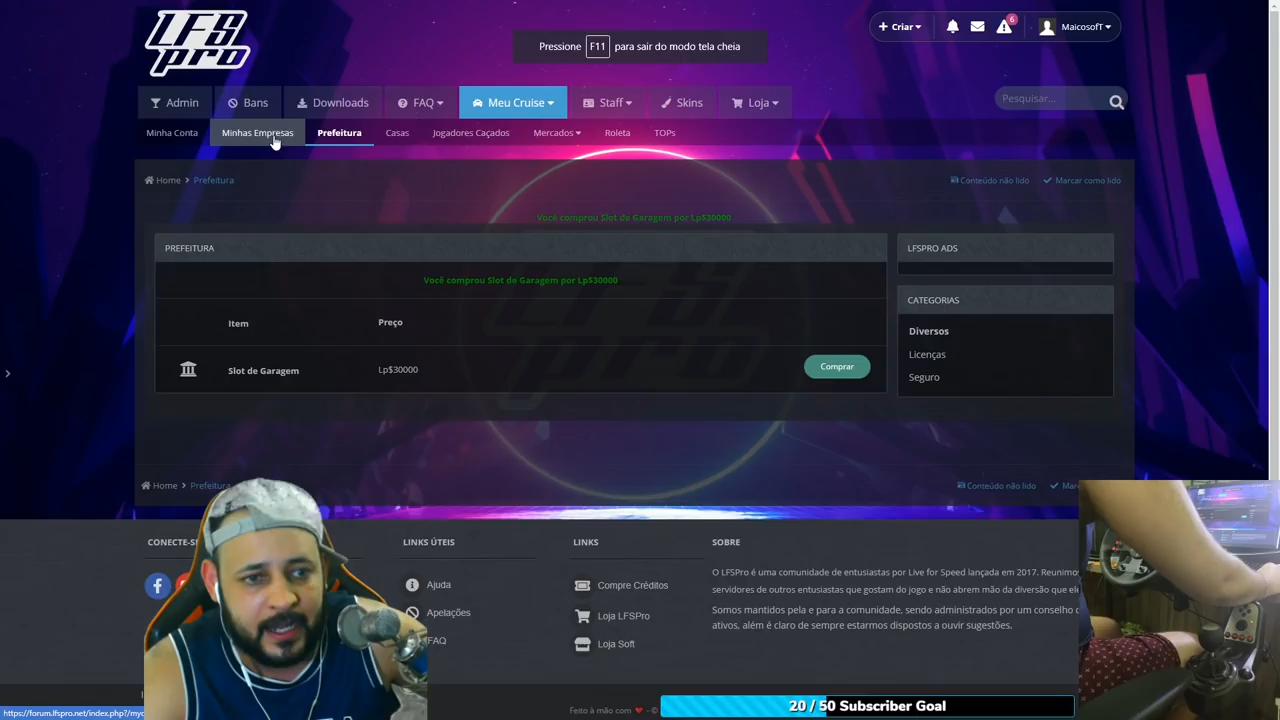 LFS pro
Pressione F11 para sair do modo tela cheia
Criar
6
MaicosofT
Admin
Bans
Downloads
FAQ
Meu Cruise
Staff
Skins
Loja
Pesquisar...
Minha Conta
Minhas Empresas
Prefeitura
Casas
Jogadores Caçados
Mercados
Roleta
TOPs
Home > Prefeitura
Conteúdo não lido
Marcar como lido
Você comprou Slot de Garagem por Lp$30000
PREFEITURA
LFSPRO ADS
Você comprou Slot de Garagem por Lp$30000
CATEGORIAS
Diversos
Licenças
Seguro
Item
Preço
Slot de Garagem
Lp$30000
Comprar
Home > Prefeitura
Conteúdo não lido
CONECTE-S
LINKS ÚTEIS
Ajuda
Apelações
FAQ
LINKS
Compre Créditos
Loja LFSPro
Loja Soft
SOBRE
O LFSPro é uma comunidade de entusiastas por Live for Speed lançada em 2017. Reunimo
servidores de outros entusiastas que gostam do jogo e não abrem mão da diversão que ele
Somos mantidos pela e para a comunidade, sendo administrados por um conselho d
ativos, além é claro de sempre estarmos dispostos a ouvir sugestões.
Feito à mão com ❤ - ©
20 / 50 Subscriber Goal
https://forum.lfspro.net/index.php?/myc